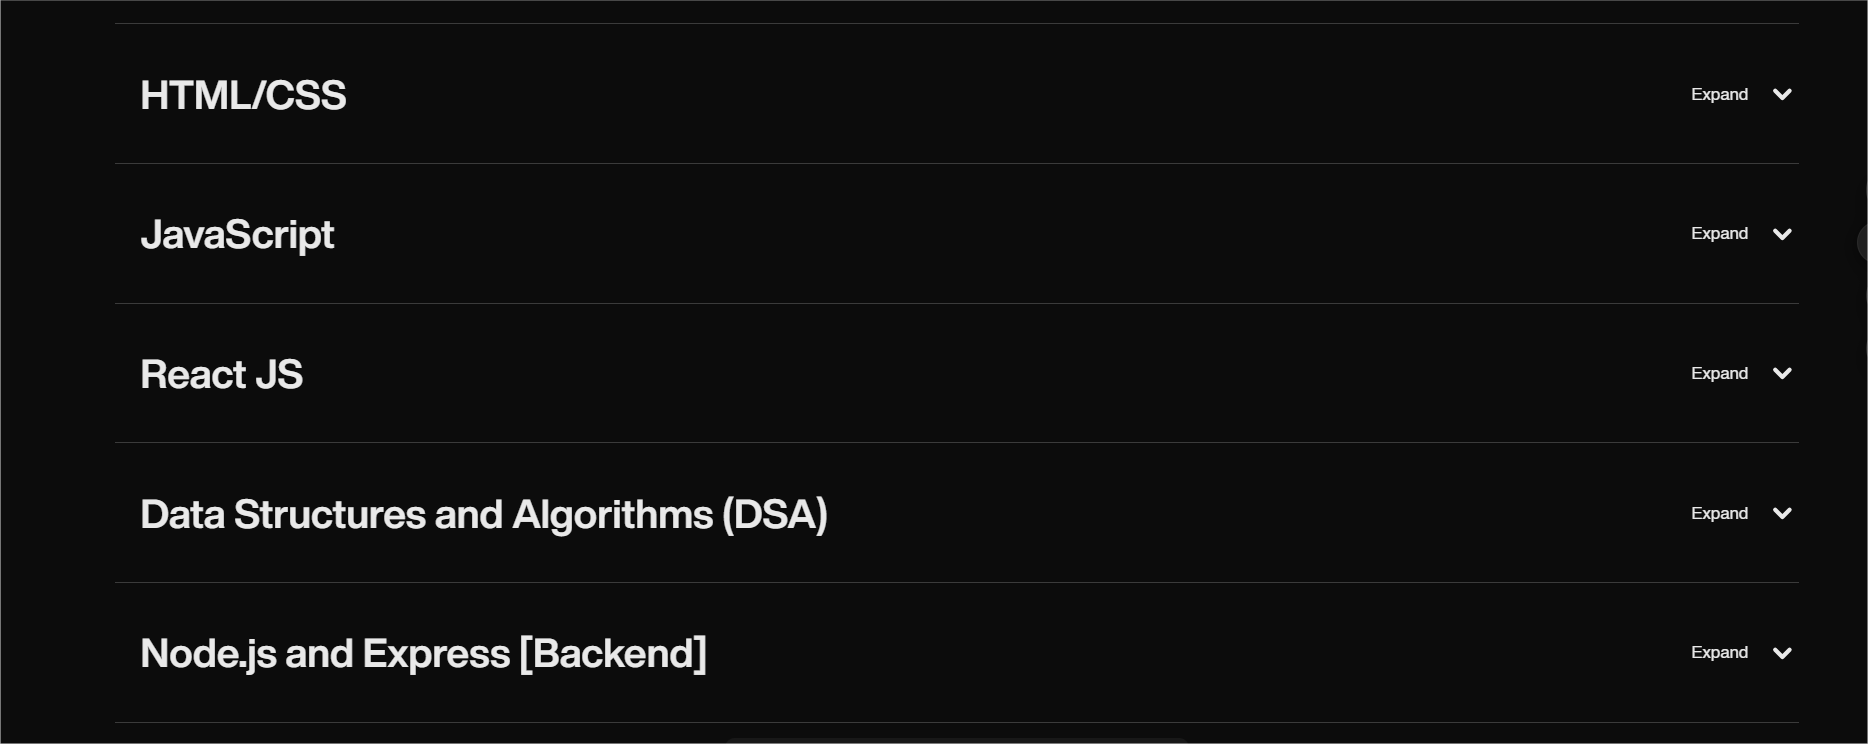 HTML/CSS
Expand
JavaScript
Expand
React JS
Expand
Data Structures and Algorithms (DSA)
Expand
Node.js and Express [Backend]
Expand